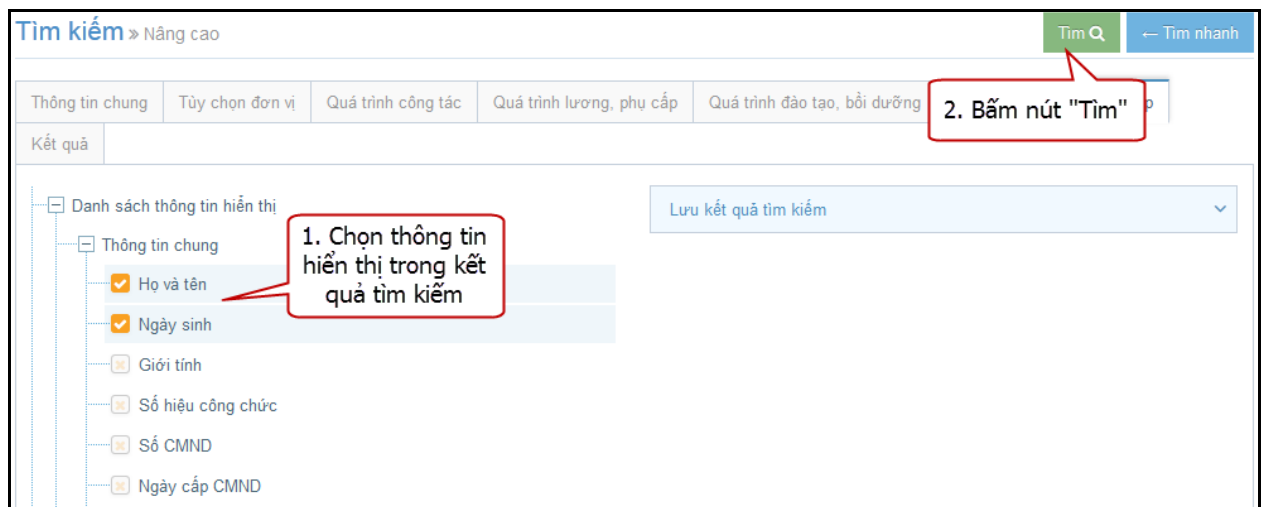 Tìm kiếm » Nâng cao
Tìm
← Tìm nhanh
Thông tin chung
Tùy chọn đơn vị
Quá trình công tác
Quá trình lương, phụ cấp
Quá trình đào tạo, bồi dưỡng
2. Bấm nút "Tìm"
Kết quả
Danh sách thông tin hiển thị
Lưu kết quả tìm kiếm
Thông tin chung
1. Chọn thông tin
hiển thị trong kết
quả tìm kiếm
Họ và tên
Ngày sinh
Giới tính
Số hiệu công chức
Số CMND
Ngày cấp CMND